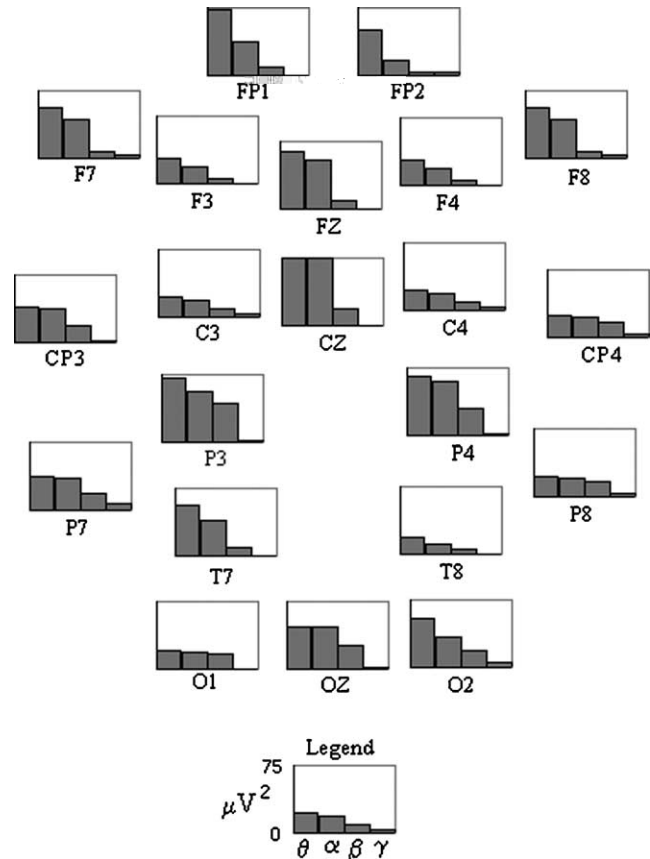 FP1 FP2
F7 F3 FZ F4 F8
CP3 C3 CZ C4 CP4
P3 P4
P7 T7 T8 P8
O1 OZ O2
Legend
75
μV²
0
θ α β γ